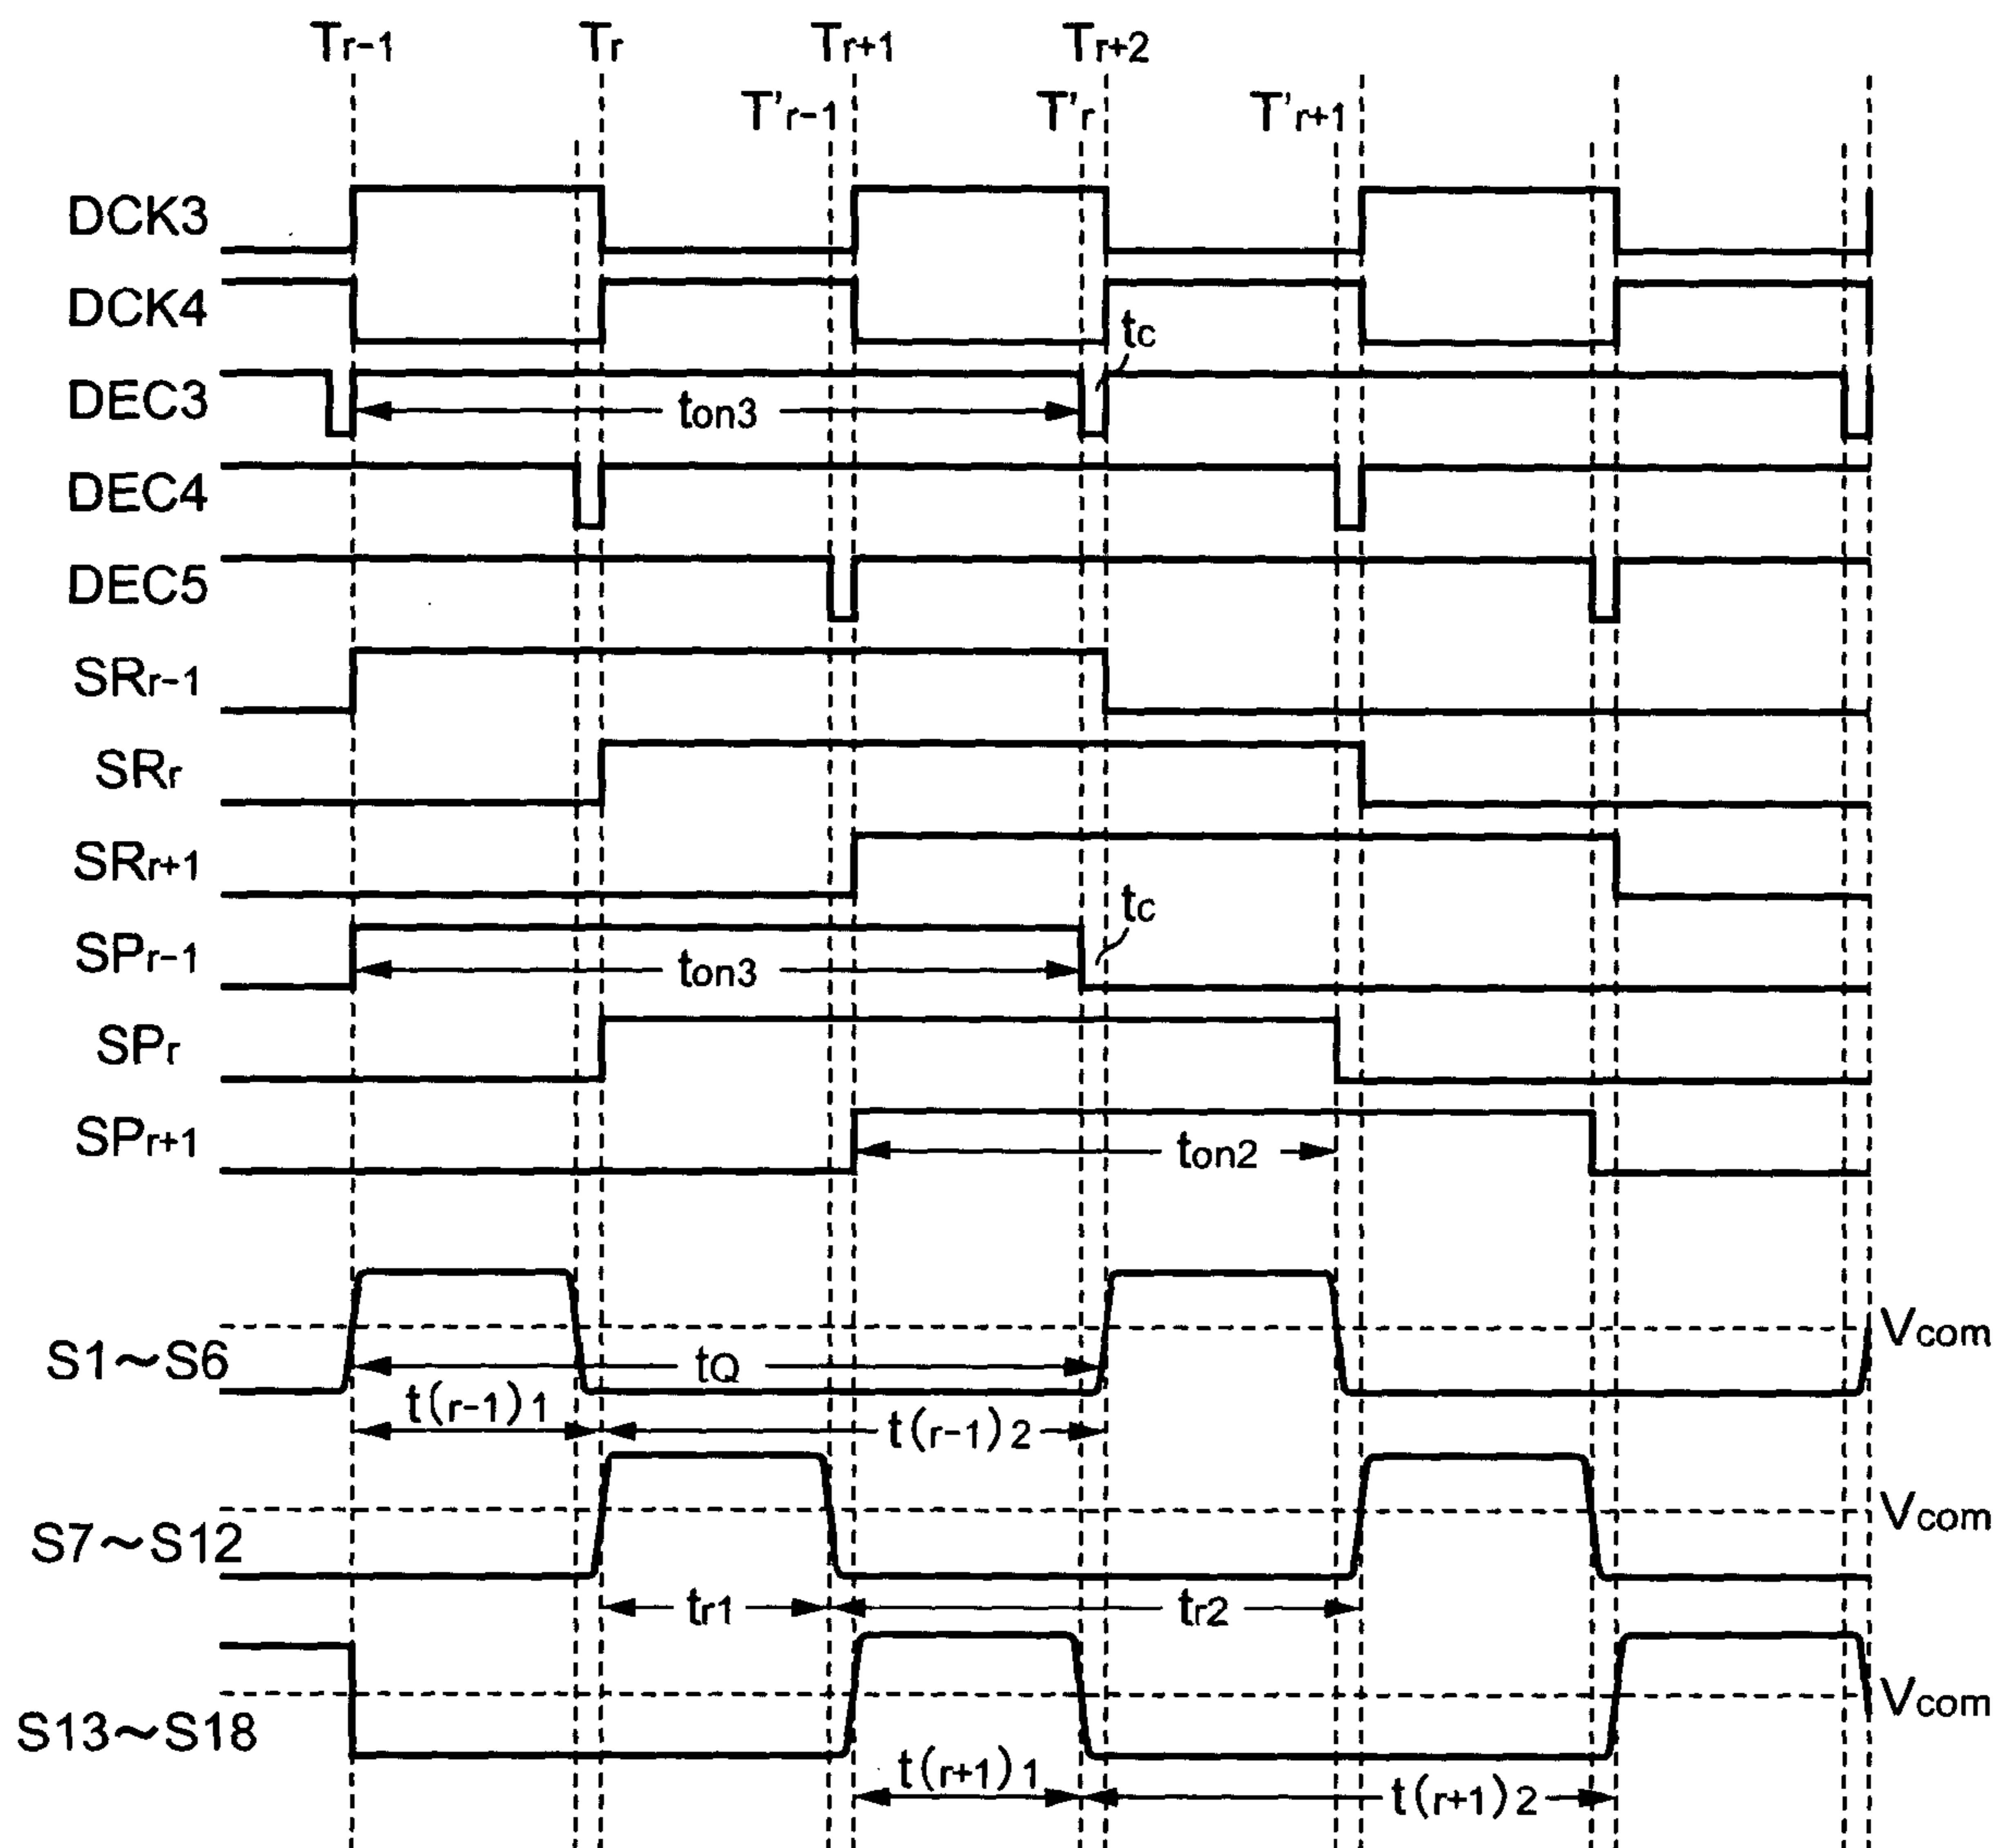 Tr-1 Tr Tr+1 Tr+2
T'r-1 T'r T'r+1
DCK3
DCK4
tc
DEC3
ton3
DEC4
DEC5
SRr-1
SRr
SRr+1
tc
SPr-1
ton3
SPr
SPr+1
ton2
Vcom
S1～S6
tQ
t(r-1)1 t(r-1)2
Vcom
S7～S12
tr1 tr2
Vcom
S13～S18
t(r+1)1 t(r+1)2